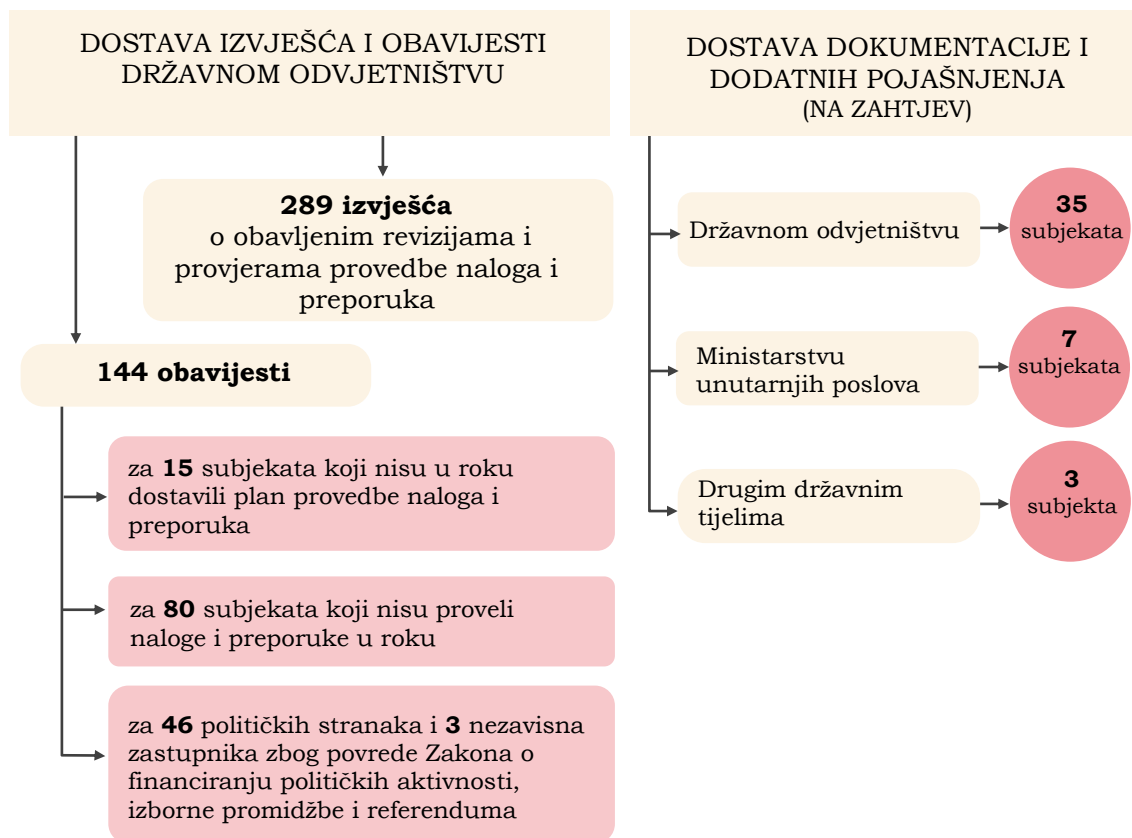 DOSTAVA IZVJEŠĆA I OBAVIJESTI
DRŽAVNOM ODVJETNIŠTVU
289 izvješća
o obavljenim revizijama i
provjerama provedbe naloga i
preporuka
144 obavijesti
za 15 subjekata koji nisu u roku
dostavili plan provedbe naloga i
preporuka
za 80 subjekata koji nisu proveli
naloge i preporuke u roku
za 46 političkih stranaka i 3 nezavisna
zastupnika zbog povrede Zakona o
financiranju političkih aktivnosti,
izborne promidžbe i referenduma
DOSTAVA DOKUMENTACIJE I
DODATNIH POJAŠNJENJA
(NA ZAHTJEV)
Državnom odvjetništvu
35
subjekata
Ministarstvu
unutarnjih poslova
7
subjekata
Drugim državnim
tijelima
3
subjekta